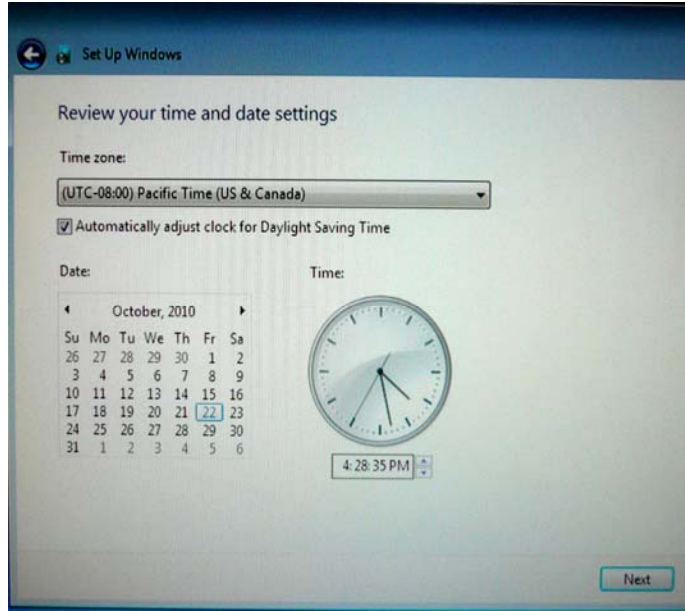 Set Up Windows
Review your time and date settings
Time zone:
(UTC-08:00) Pacific Time (US & Canada)
Automatically adjust clock for Daylight Saving Time
Date:
Time:
October, 2010
Su Mo Tu We Th Fr Sa
26 27 28 29 30 1 2
3 4 5 6 7 8 9
10 11 12 13 14 15 16
17 18 19 20 21 22 23
24 25 26 27 28 29 30
31 1 2 3 4 5 6
4:28:35 PM
Next